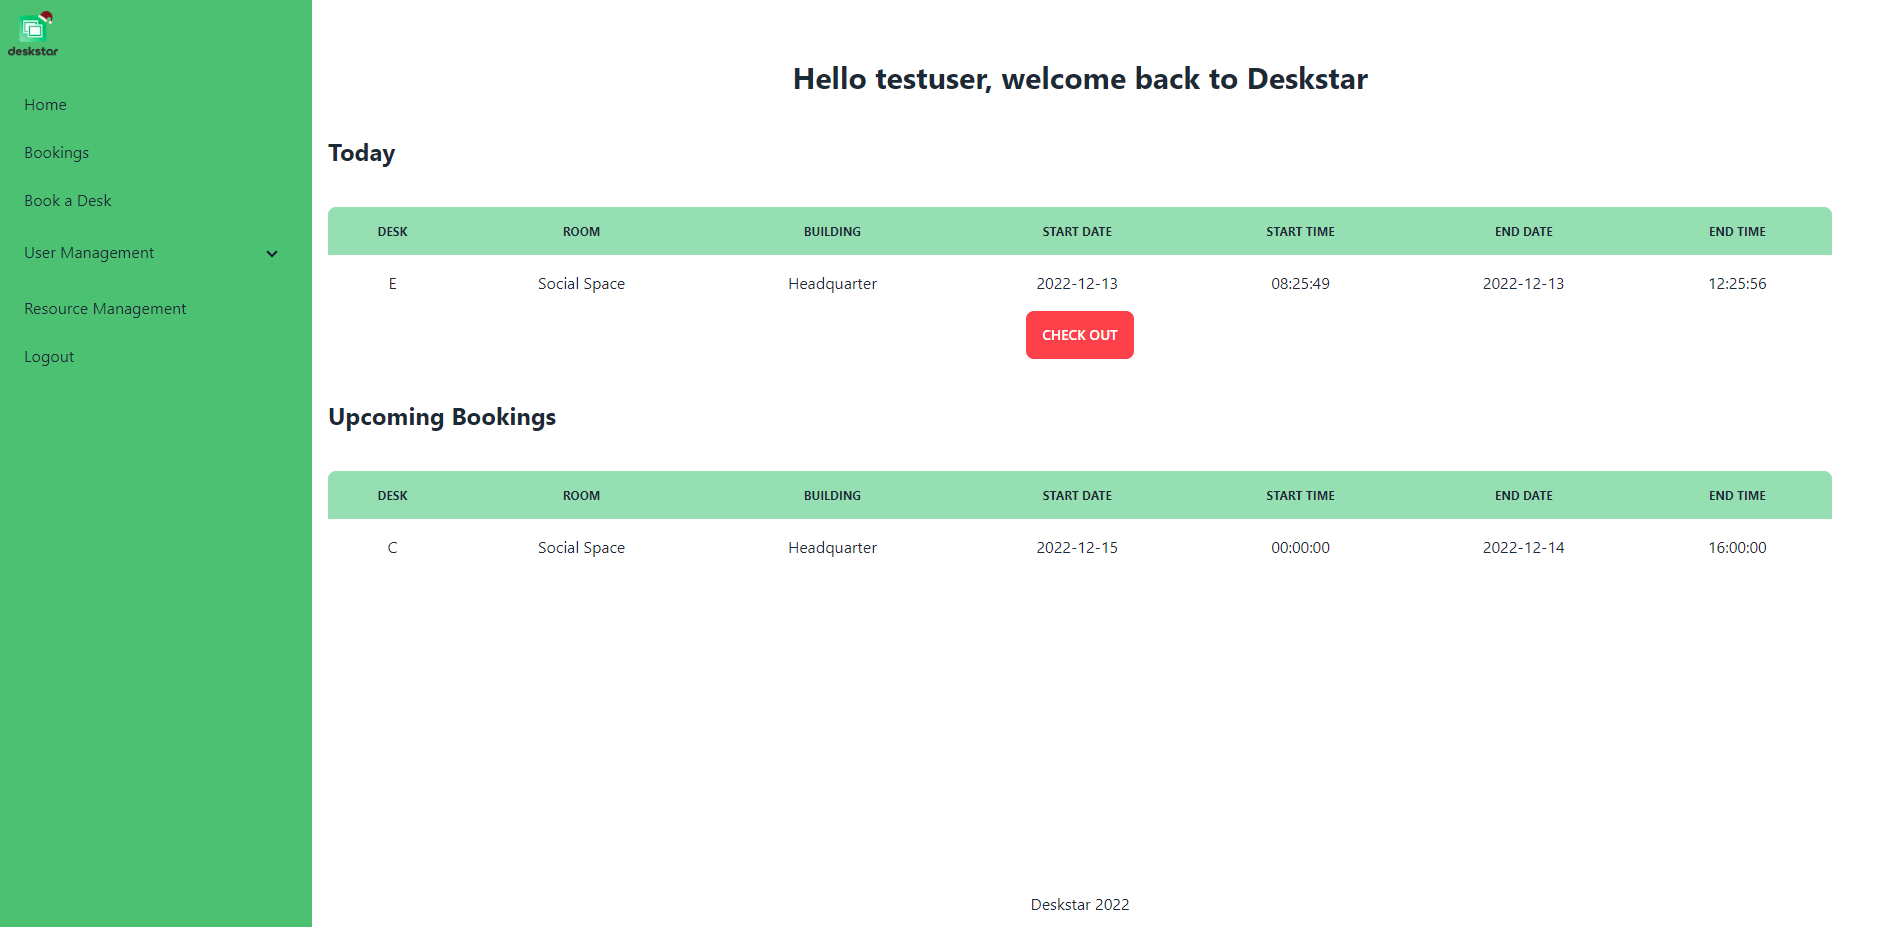 deskstar
Home
Bookings
Book a Desk
User Management
Resource Management
Logout
Hello testuser, welcome back to Deskstar
Today
DESK ROOM BUILDING START DATE START TIME END DATE END TIME
E Social Space Headquarter 2022-12-13 08:25:49 2022-12-13 12:25:56
CHECK OUT
Upcoming Bookings
DESK ROOM BUILDING START DATE START TIME END DATE END TIME
C Social Space Headquarter 2022-12-15 00:00:00 2022-12-14 16:00:00
Deskstar 2022